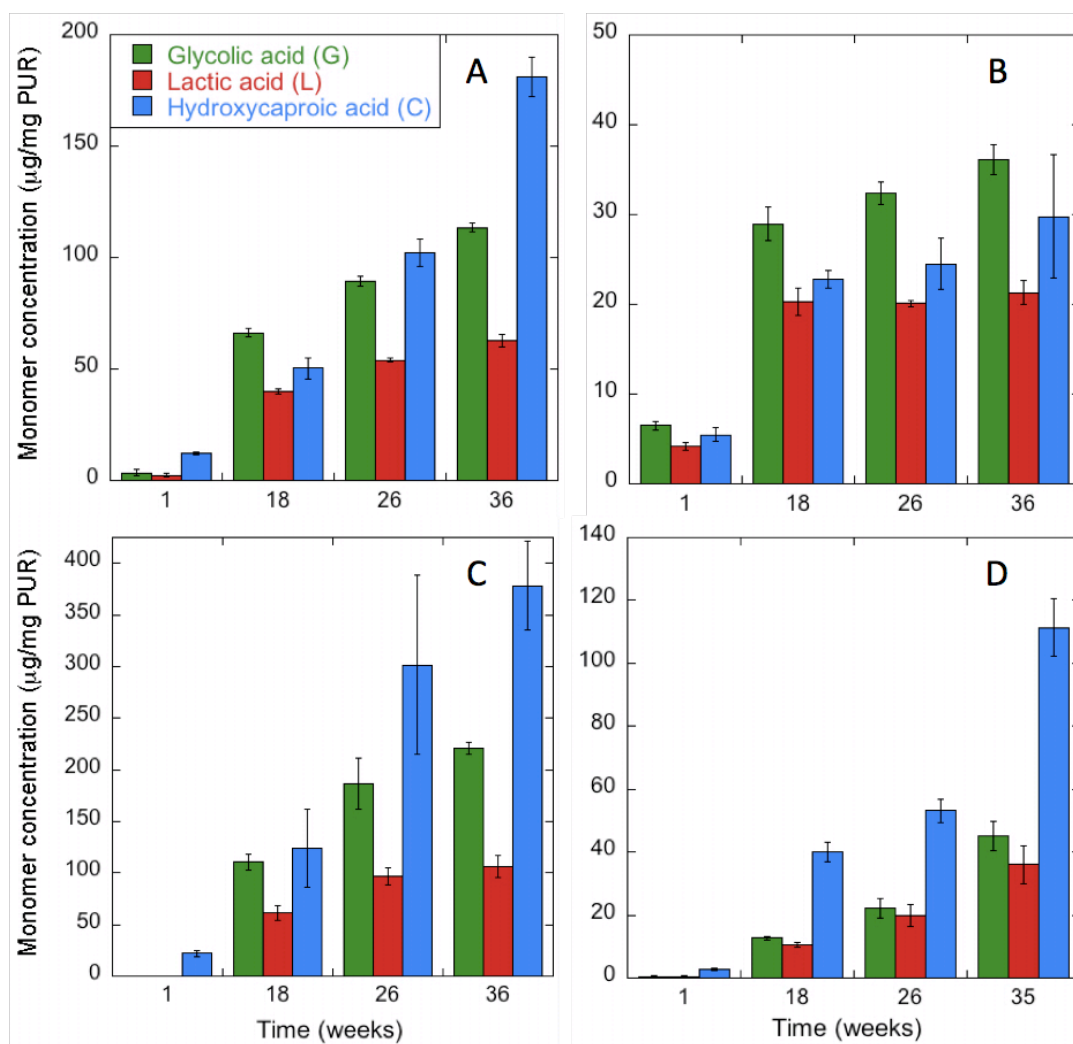 Glycolic acid (G)
Lactic acid (L)
Hydroxycaproic acid (C)
A
Monomer concentration (µg/mg PUR)
200
150
100
50
0
1 18 26 36
B
50
40
30
20
10
0
1 18 26 36
C
Monomer concentration (µg/mg PUR)
400
350
300
250
200
150
100
50
0
1 18 26 36
Time (weeks)
D
140
120
100
80
60
40
20
0
1 18 26 35
Time (weeks)